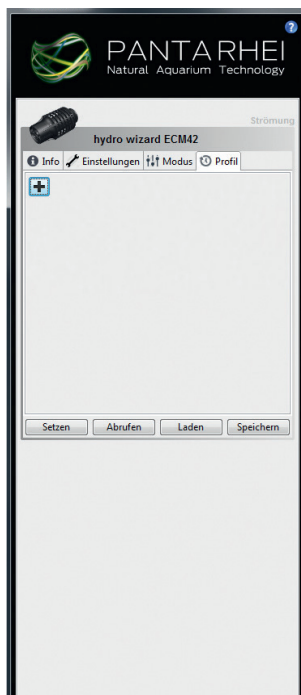 ?
PANTARHEI
Natural Aquarium Technology
Strömung
hydro wizard ECM42
Info Einstellungen Modus Profil
Setzen Abrufen Laden Speichern